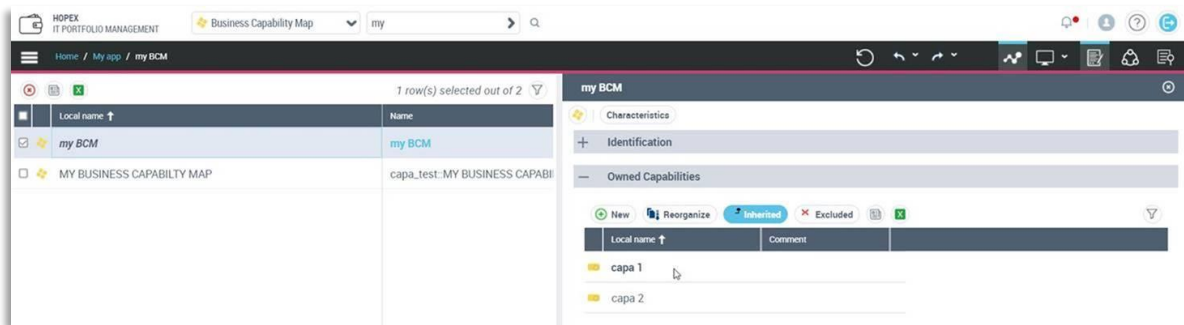 HOPEX
IT PORTFOLIO MANAGEMENT
Business Capability Map
my
Home / My app / my BCM
1 row(s) selected out of 2
Local name
Name
my BCM
my BCM
MY BUSINESS CAPABILTY MAP
capa_test::MY BUSINESS CAPABI
my BCM
Characteristics
Identification
Owned Capabilities
New
Reorganize
Inherited
Excluded
Local name
Comment
capa 1
capa 2